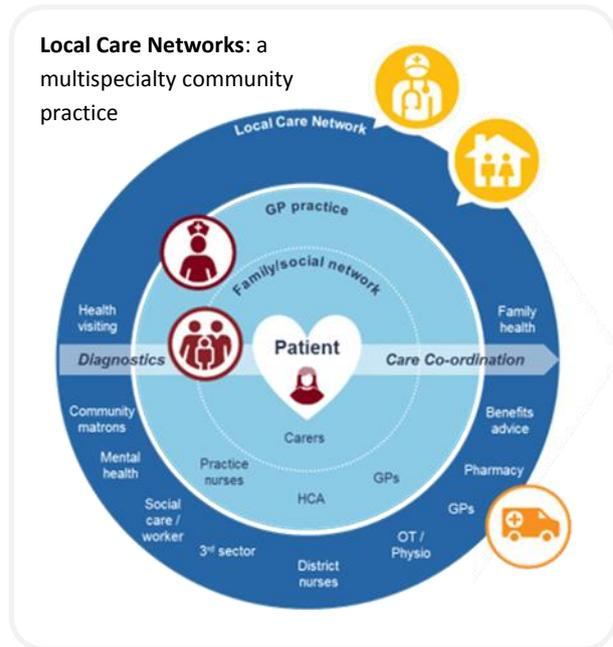 Local Care Networks: a
multispecialty community
practice
Local Care Network
GP practice
Family/social network
Health
visiting
Family
health
Diagnostics
Patient
Care Co-ordination
Community
matrons
Carers
Benefits
advice
Mental
health
Practice
nurses
GPs
Pharmacy
HCA
Social
care /
worker
GPs
3rd sector
OT /
Physio
District
nurses